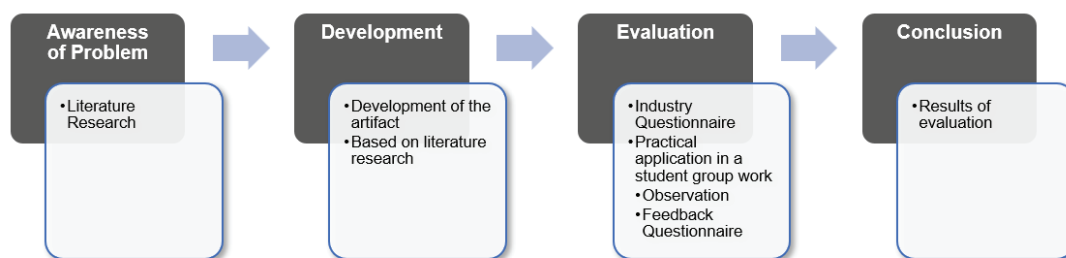 Awareness
of Problem
•Literature
Research
Development
•Development of the
artifact
•Based on literature
research
Evaluation
•Industry
Questionnaire
•Practical
application in a
student group work
•Observation
•Feedback
Questionnaire
Conclusion
•Results of
evaluation